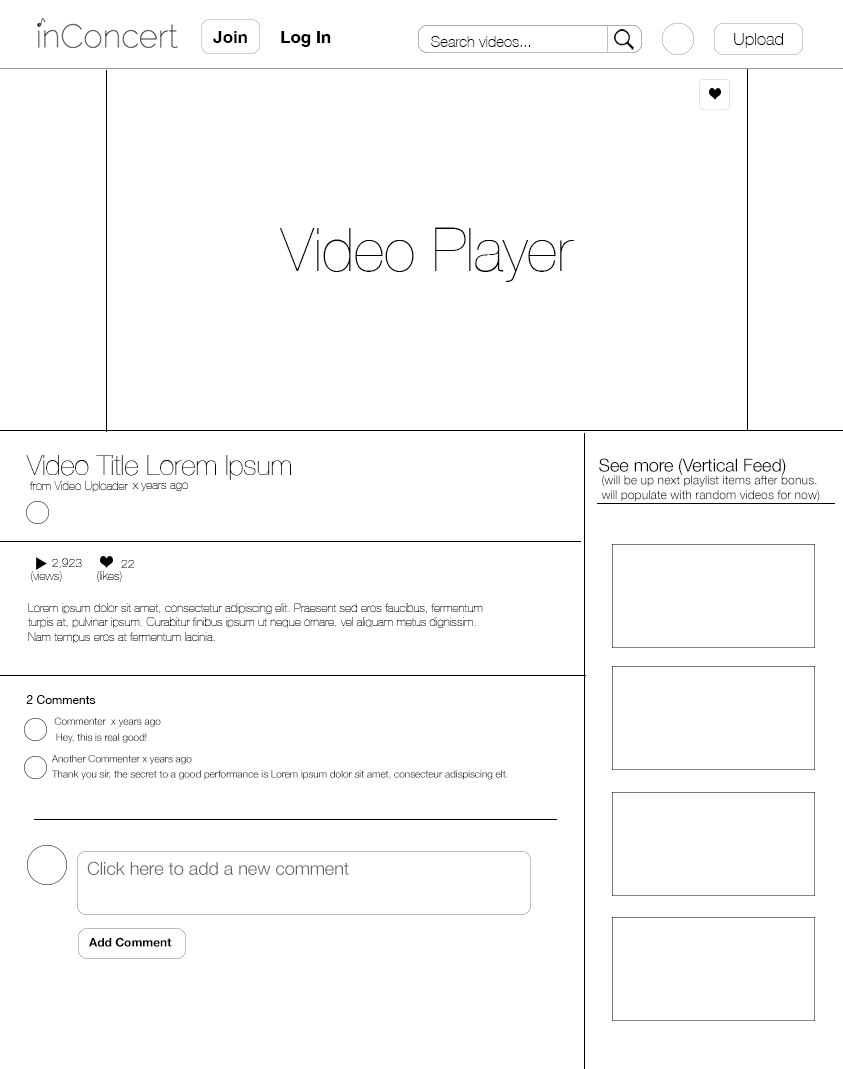 inConcert
Join
Log In
Search videos...
Upload
Video Player
Video Title Lorem Ipsum
from Video Uploader x years ago
See more (Vertical Feed)
(will be up next playlist items after bonus.
will populate with random videos for now)
2,923
22
(views)
(likes)
Lorem ipsum dolor sit amet, consectetur adipiscing elit. Praesent sed eros faucibus, fermentum
turpis at, pulvinar ipsum. Curabitur finibus ipsum ut neque ornare, vel aliquam metus dignissim.
Nam tempus eros at fermentum lacinia.
2 Comments
Commenter x years ago
Hey, this is real good!
Another Commenter x years ago
Thank you sir, the secret to a good performance is Lorem ipsum dolor sit amet, consecteur adispiscing elt.
Click here to add a new comment
Add Comment